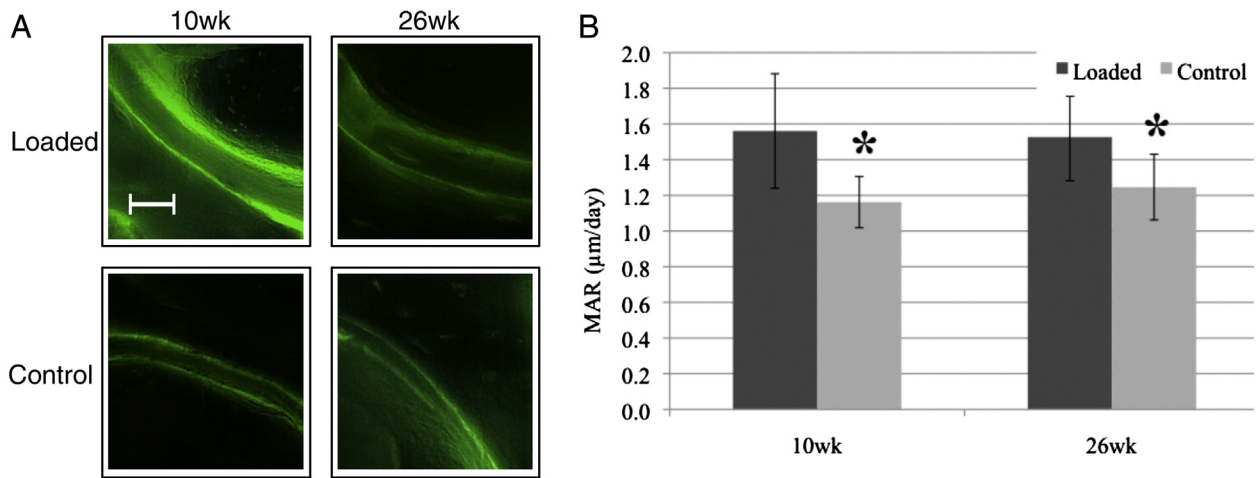 A
10wk 26wk
Loaded
Control
B
MAR (µm/day)
2.0
1.8
1.6
1.4
1.2
1.0
0.8
0.6
0.4
0.2
0.0
Loaded Control
*
*
10wk 26wk